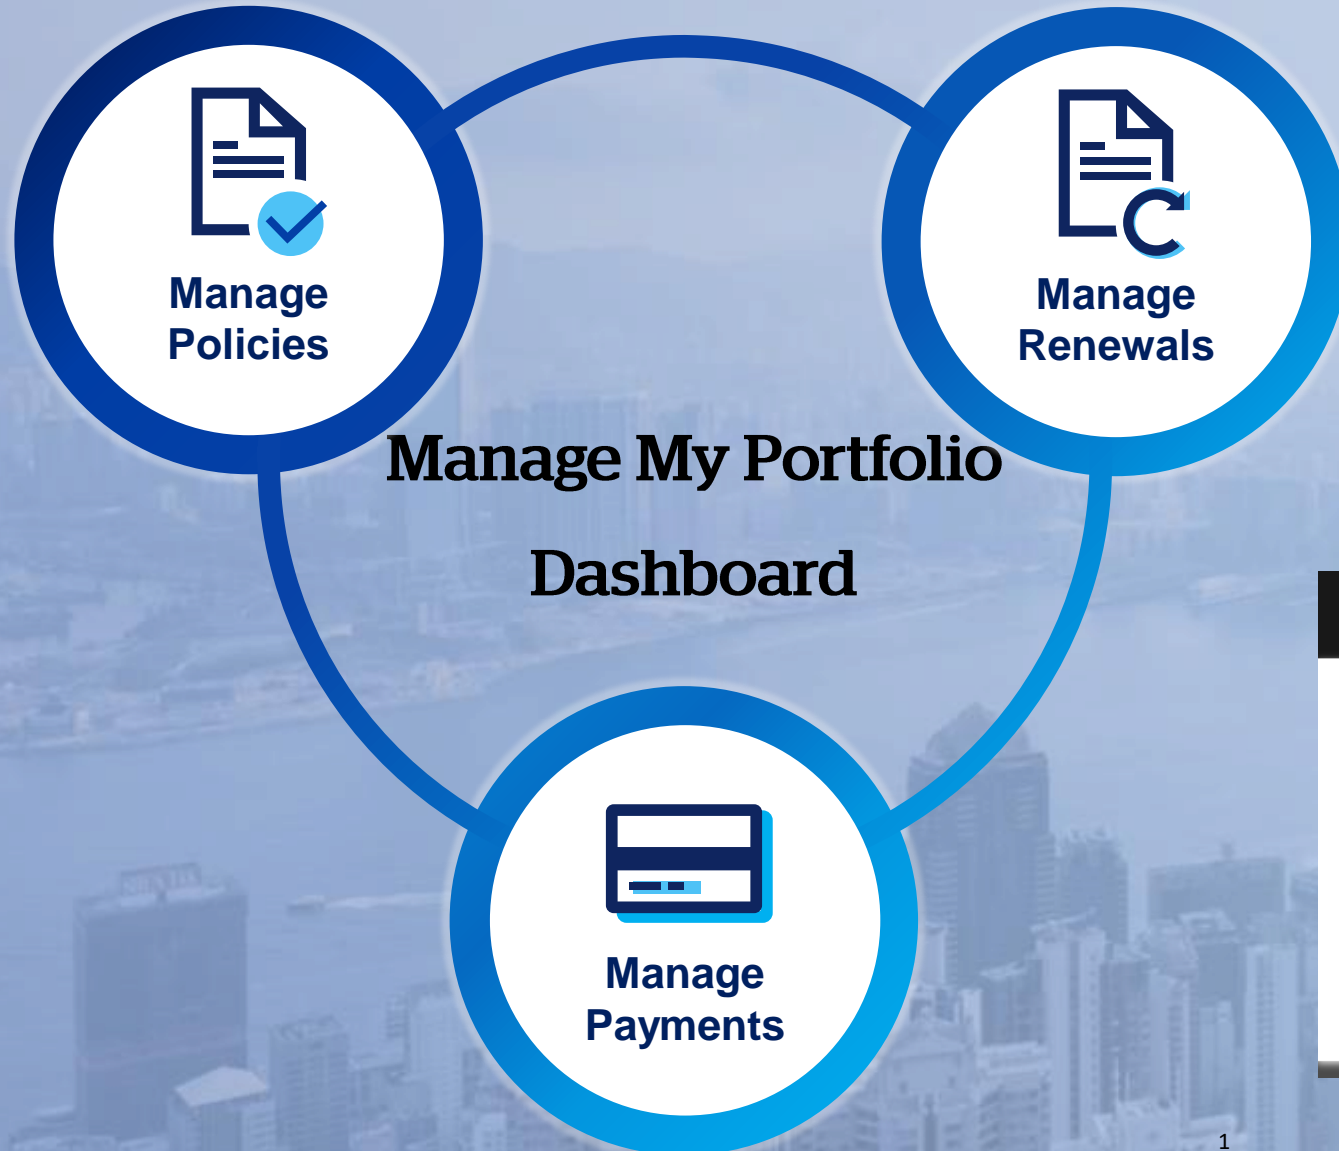 Manage
Policies
Manage
Renewals
Manage My Portfolio
Dashboard
Manage
Payments
1